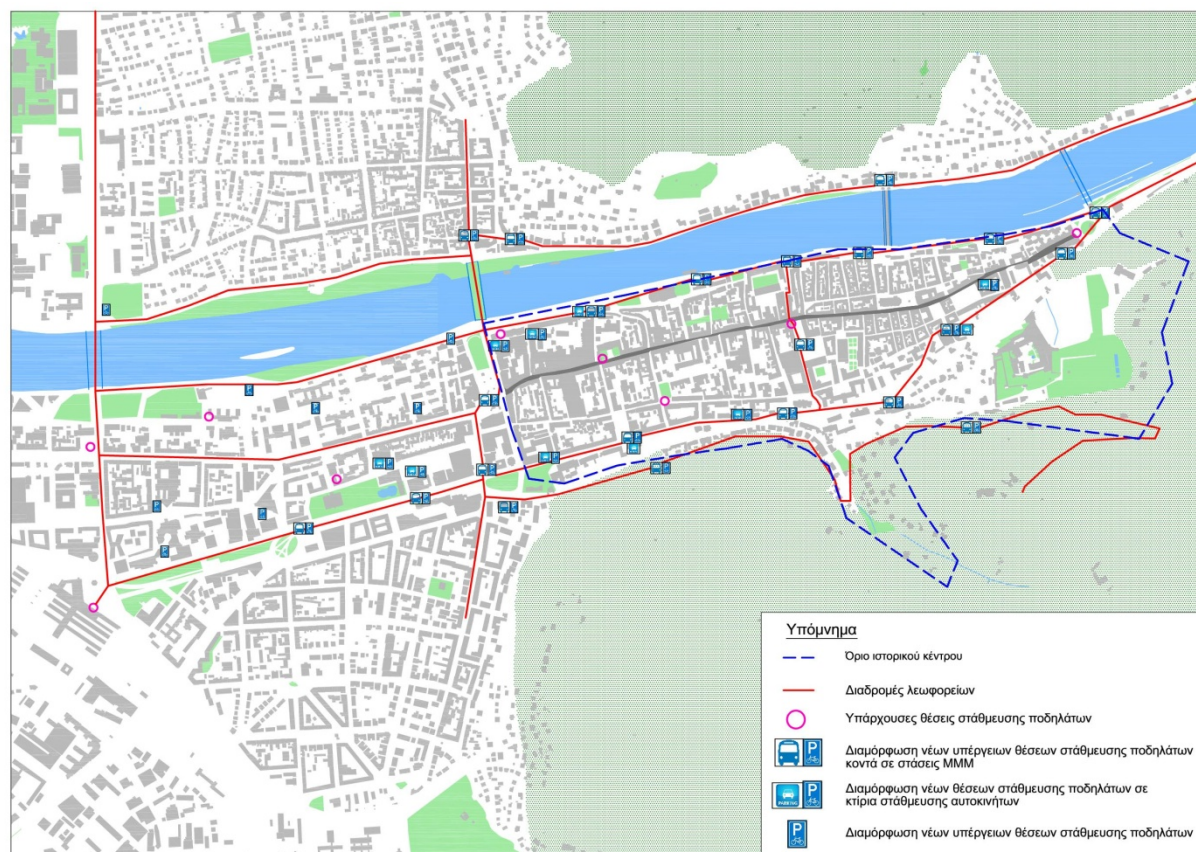 Υπόμνημα
Όριο ιστορικού κέντρου
Διαδρομές λεωφορείων
Υπάρχουσες θέσεις στάθμευσης ποδηλάτων
P
Διαμόρφωση νέων υπέργειων θέσεων στάθμευσης ποδηλάτων
κοντά σε στάσεις ΜΜΜ
PARKING P
Διαμόρφωση νέων θέσεων στάθμευσης ποδηλάτων σε
κτίρια στάθμευσης αυτοκινήτων
P
Διαμόρφωση νέων υπέργειων θέσεων στάθμευσης ποδηλάτων